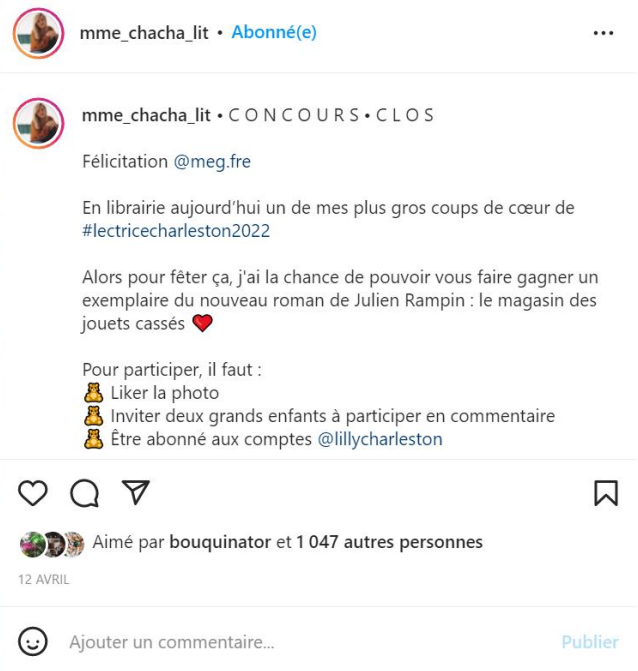 mme_chacha_lit • Abonné(e)
mme_chacha_lit • C O N C O U R S • C L O S
Félicitation @meg.fre
En librairie aujourd’hui un de mes plus gros coups de cœur de
#lectricecharleston2022
Alors pour fêter ça, j'ai la chance de pouvoir vous faire gagner un
exemplaire du nouveau roman de Julien Rampin : le magasin des
jouets cassés ❤️
Pour participer, il faut :
🧸 Liker la photo
🧸 Inviter deux grands enfants à participer en commentaire
🧸 Être abonné aux comptes @lillycharleston
Aimé par bouquinator et 1 047 autres personnes
12 AVRIL
Ajouter un commentaire... Publier